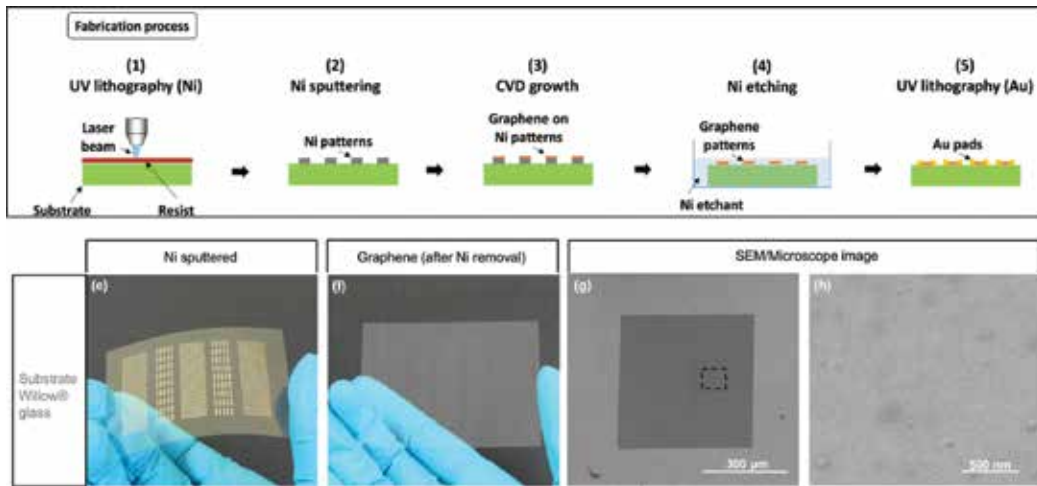 Fabrication process
(1)
UV lithography (Ni)
(2)
Ni sputtering
(3)
CVD growth
(4)
Ni etching
(5)
UV lithography (Au)
Laser
beam
Substrate
Resist
Ni patterns
Graphene on
Ni patterns
Graphene
patterns
Ni etchant
Au pads
Ni sputtered
Graphene (after Ni removal)
SEM/Microscope image
Substrate
Willow®
glass
(e)
(f)
(g)
300 μm
(h)
500 nm